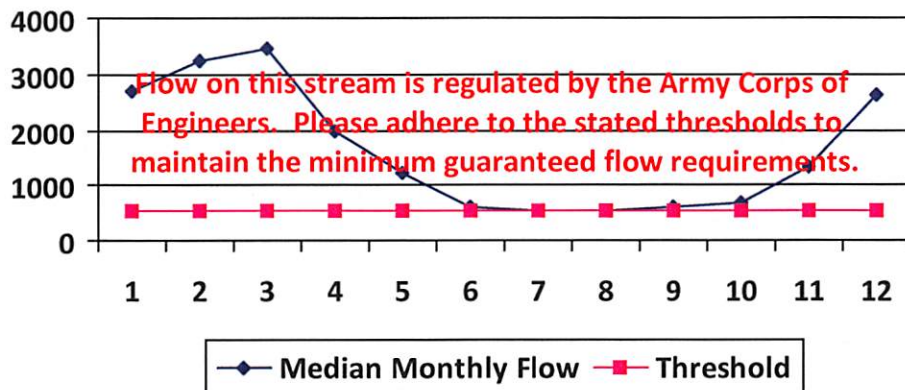 4000
3000
2000
1000
0
Flow on this stream is regulated by the Army Corps of
Engineers. Please adhere to the stated thresholds to
maintain the minimum guaranteed flow requirements.
1 2 3 4 5 6 7 8 9 10 11 12
Median Monthly Flow Threshold